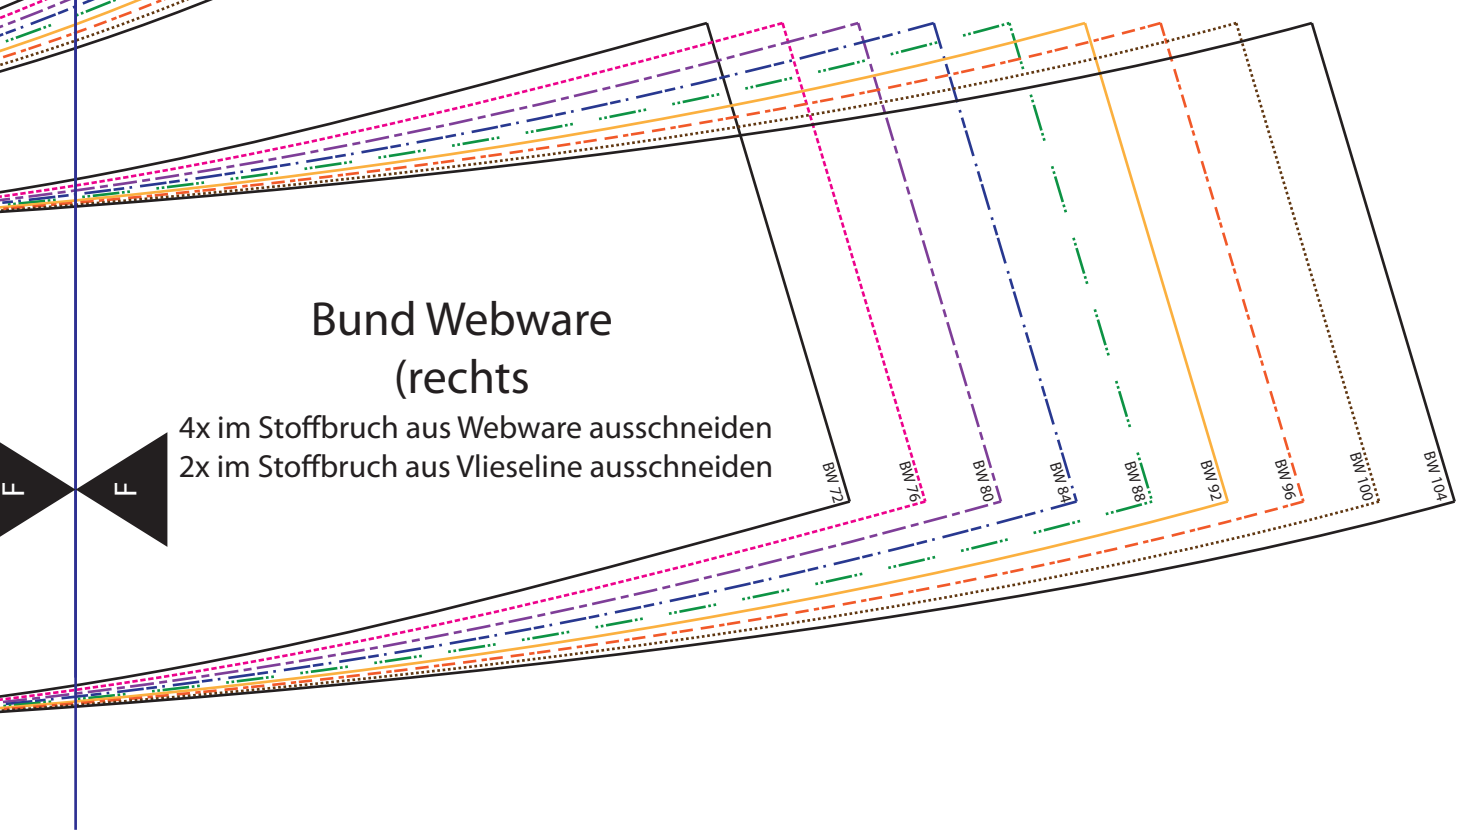 Bund Webware
(rechts
4x im Stoffbruch aus Webware ausschneiden
2x im Stoffbruch aus Vlieseline ausschneiden
F
F
BW 72
BW 76
BW 80
BW 84
BW 88
BW 92
BW 96
BW 100
BW 104